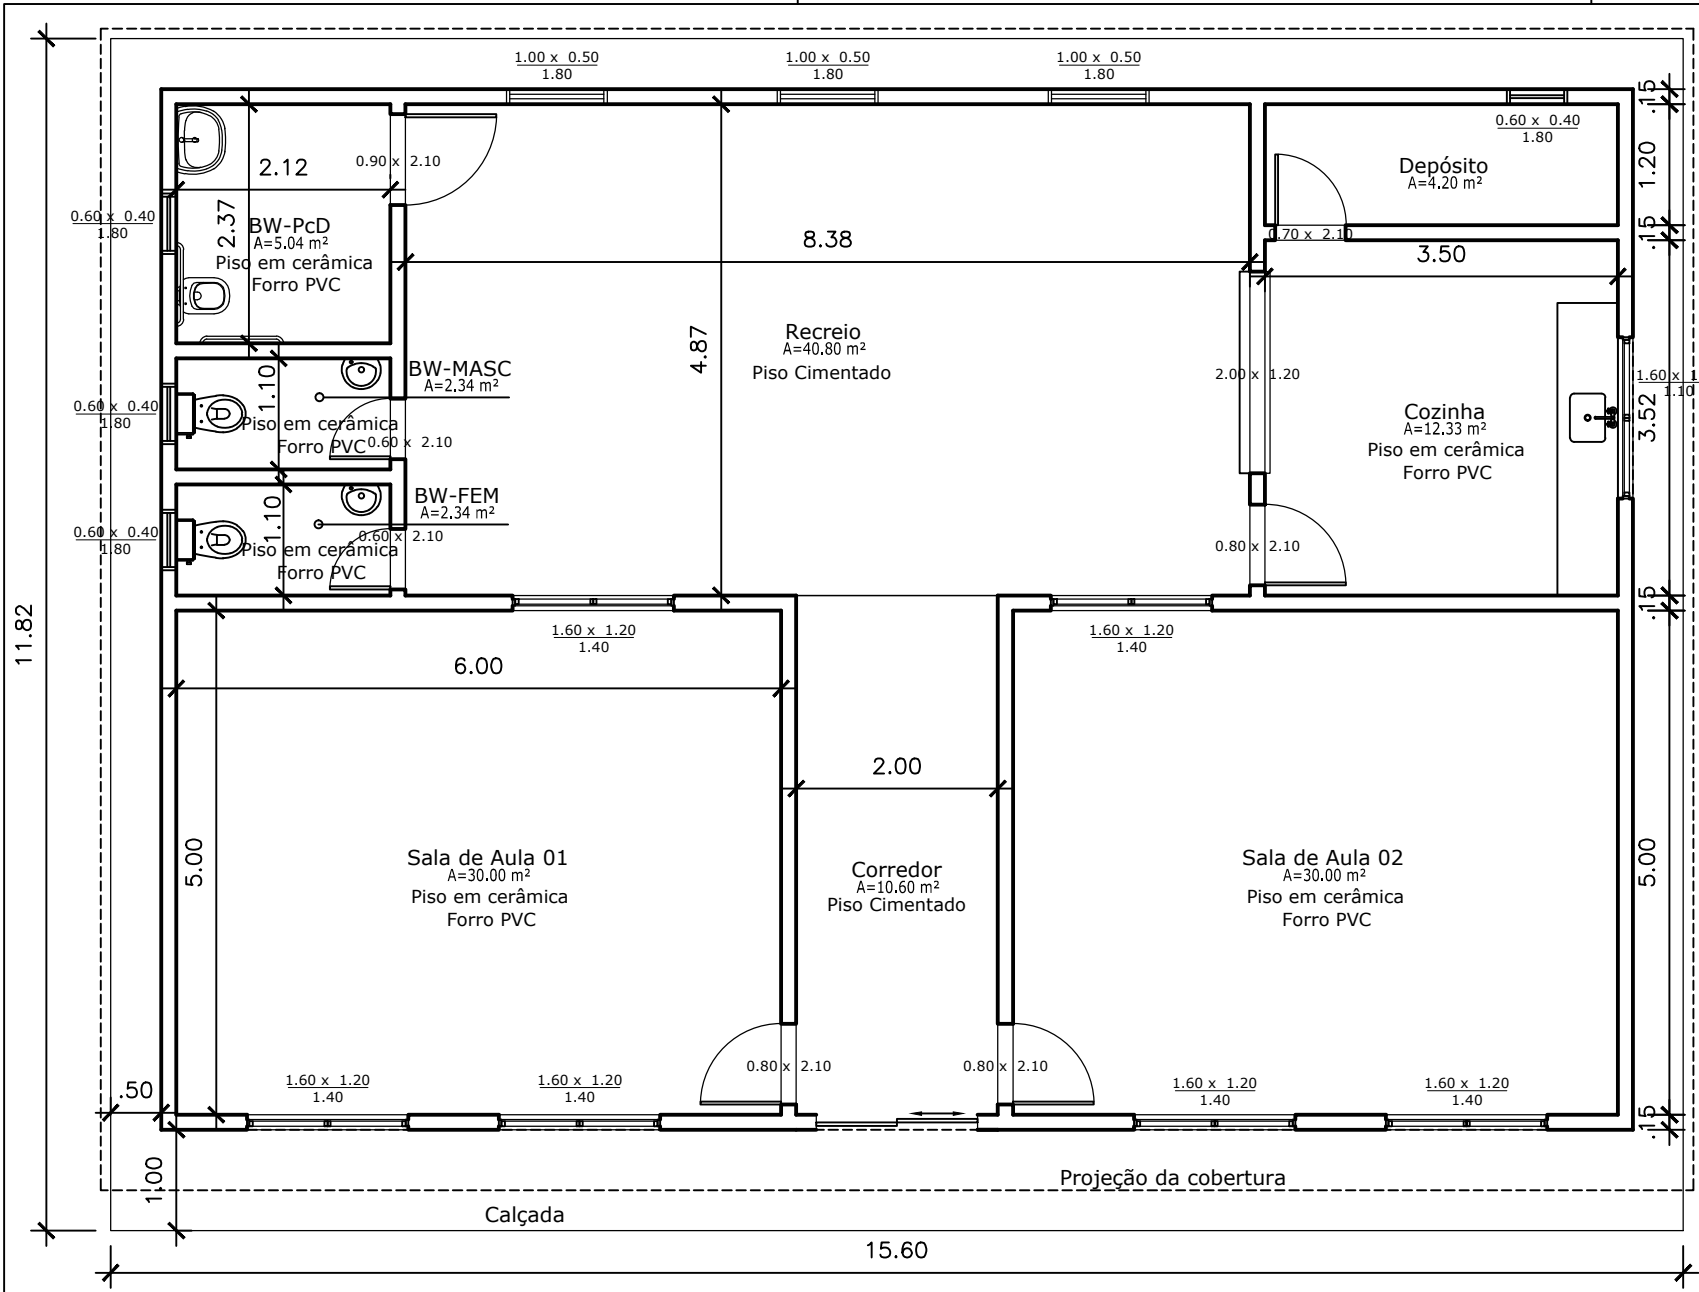 1.00 x 0.50
1.80
1.00 x 0.50
1.80
1.00 x 0.50
1.80
.15
0.60 x 0.40
1.80
2.12
0.90 x 2.10
Depósito
A=4.20 m²
1.20
0.60 x 0.40
1.80
2.37
BW-PcD
A=5.04 m²
Piso em cerâmica
Forro PVC
8.38
0.70 x 2.10
.15
3.50
4.87
Recreio
A=40.80 m²
Piso Cimentado
BW-MASC
A=2.34 m²
2.00 x 1.20
1.60 x 1
1.10
0.60 x 0.40
1.80
1.10
Piso em cerâmica
Forro PVC
0.60 x 2.10
Cozinha
A=12.33 m²
Piso em cerâmica
Forro PVC
3.52
BW-FEM
A=2.34 m²
0.60 x 0.40
1.80
1.10
0.60 x 2.10
Piso em cerâmica
Forro PVC
0.80 x 2.10
.15
11.82
1.60 x 1.20
1.40
1.60 x 1.20
1.40
6.00
2.00
5.00
Sala de Aula 01
A=30.00 m²
Piso em cerâmica
Forro PVC
Corredor
A=10.60 m²
Piso Cimentado
Sala de Aula 02
A=30.00 m²
Piso em cerâmica
Forro PVC
5.00
0.80 x 2.10
0.80 x 2.10
.50
1.60 x 1.20
1.40
1.60 x 1.20
1.40
1.60 x 1.20
1.40
1.60 x 1.20
1.40
.15
1.00
Projeção da cobertura
Calçada
15.60